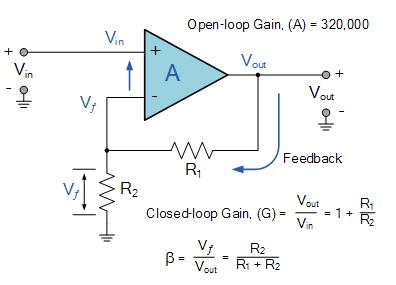 Open-loop Gain, (A) = 320,000
Vin
+
Vin
-
Vf
+
A
-
Vout
+
Vout
-
Feedback
R1
Vf
R2
Closed-loop Gain, (G) = Vout / Vin = 1 + R1 / R2
β = Vf / Vout = R2 / R1 + R2